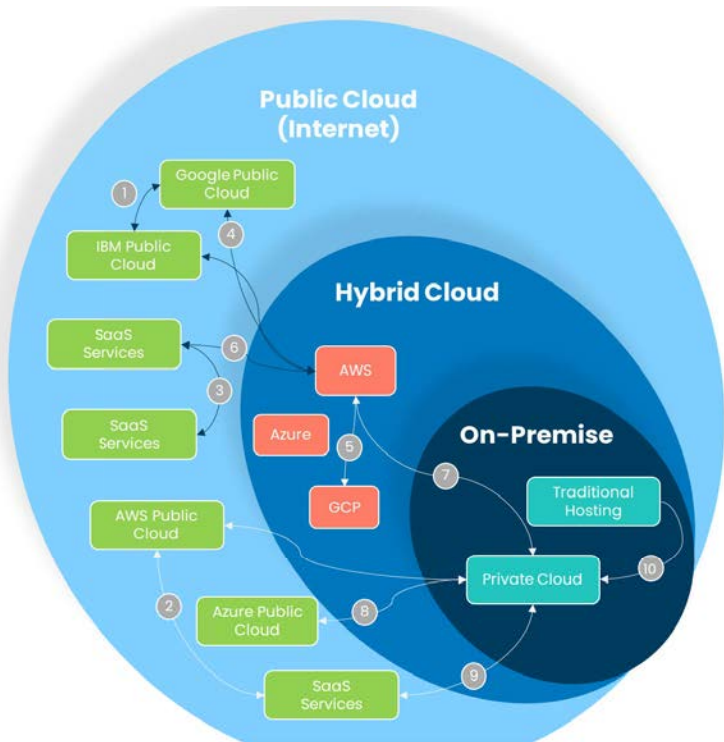 Public Cloud
(Internet)
Google Public
Cloud
1
4
IBM Public
Cloud
Hybrid Cloud
SaaS
Services
6
3
AWS
SaaS
Services
Azure
5
GCP
On-Premise
7
Traditional
Hosting
AWS Public
Cloud
Private Cloud
10
2
Azure Public
Cloud
8
SaaS
Services
9